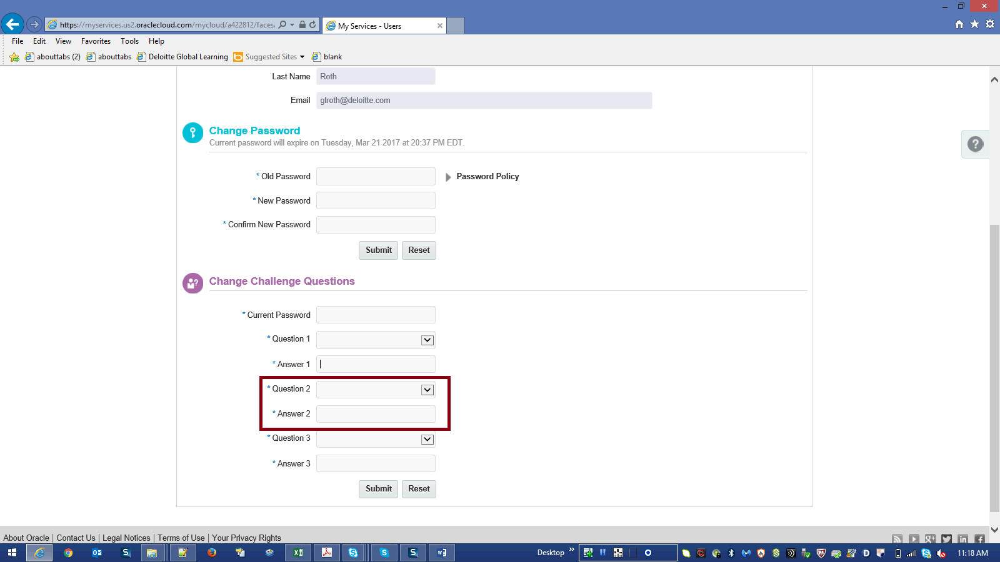 https://myservices.us2.oraclecloud.com/mycloud/a422812/faces/
My Services - Users
File Edit View Favorites Tools Help
abouttabs (2) abouttabs Deloitte Global Learning Suggested Sites blank
Last Name Roth
Email glroth@deloitte.com
Change Password
Current password will expire on Tuesday, Mar 21 2017 at 20:37 PM EDT.
* Old Password Password Policy
* New Password
* Confirm New Password
Submit Reset
Change Challenge Questions
* Current Password
* Question 1
* Answer 1
* Question 2
* Answer 2
* Question 3
* Answer 3
Submit Reset
About Oracle | Contact Us | Legal Notices | Terms of Use | Your Privacy Rights
Desktop 11:18 AM